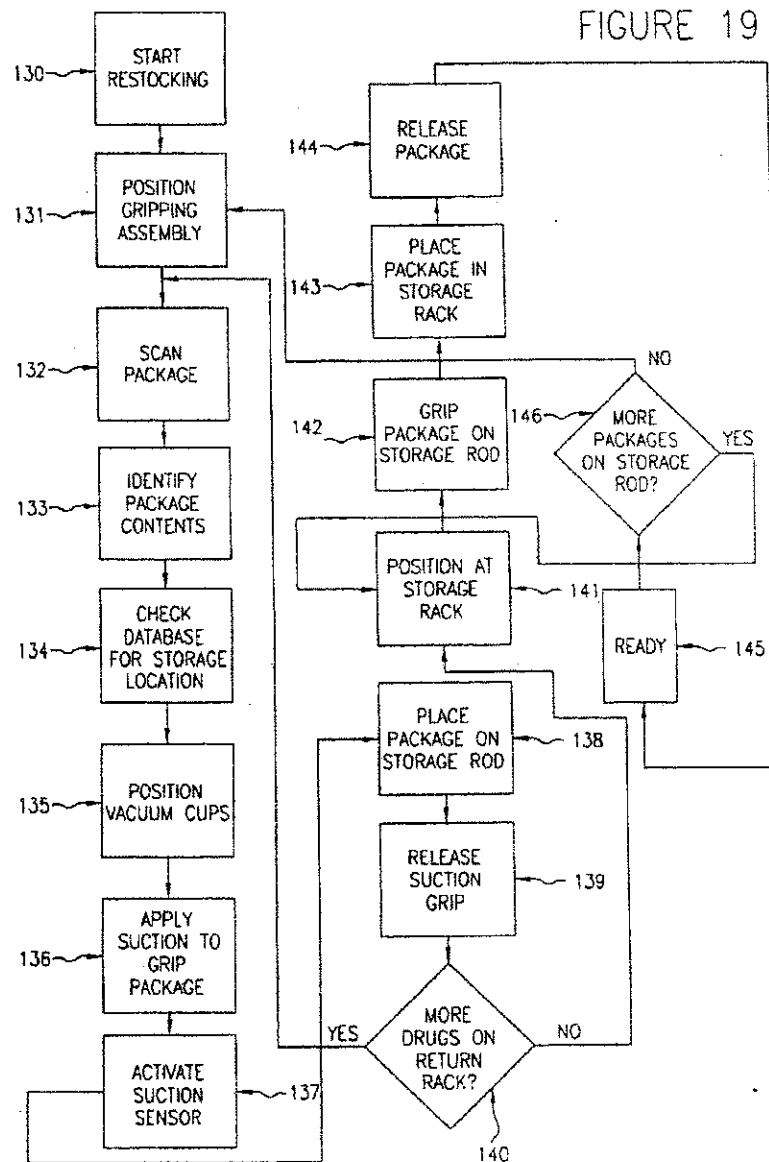 FIGURE 19
130
START
RESTOCKING
131
POSITION
GRIPPING
ASSEMBLY
132
SCAN
PACKAGE
133
IDENTIFY
PACKAGE
CONTENTS
134
CHECK
DATABASE
FOR STORAGE
LOCATION
135
POSITION
VACUUM CUPS
136
APPLY
SUCTION TO
GRIP
PACKAGE
ACTIVATE
SUCTION
SENSOR
137
PLACE
PACKAGE ON
STORAGE ROD
138
RELEASE
SUCTION
GRIP
139
YES
MORE
DRUGS ON
RETURN
RACK?
NO
140
POSITION AT
STORAGE
RACK
141
142
GRIP
PACKAGE ON
STORAGE ROD
143
PLACE
PACKAGE IN
STORAGE
RACK
144
RELEASE
PACKAGE
READY
145
146
MORE
PACKAGES
ON STORAGE
ROD?
NO
YES